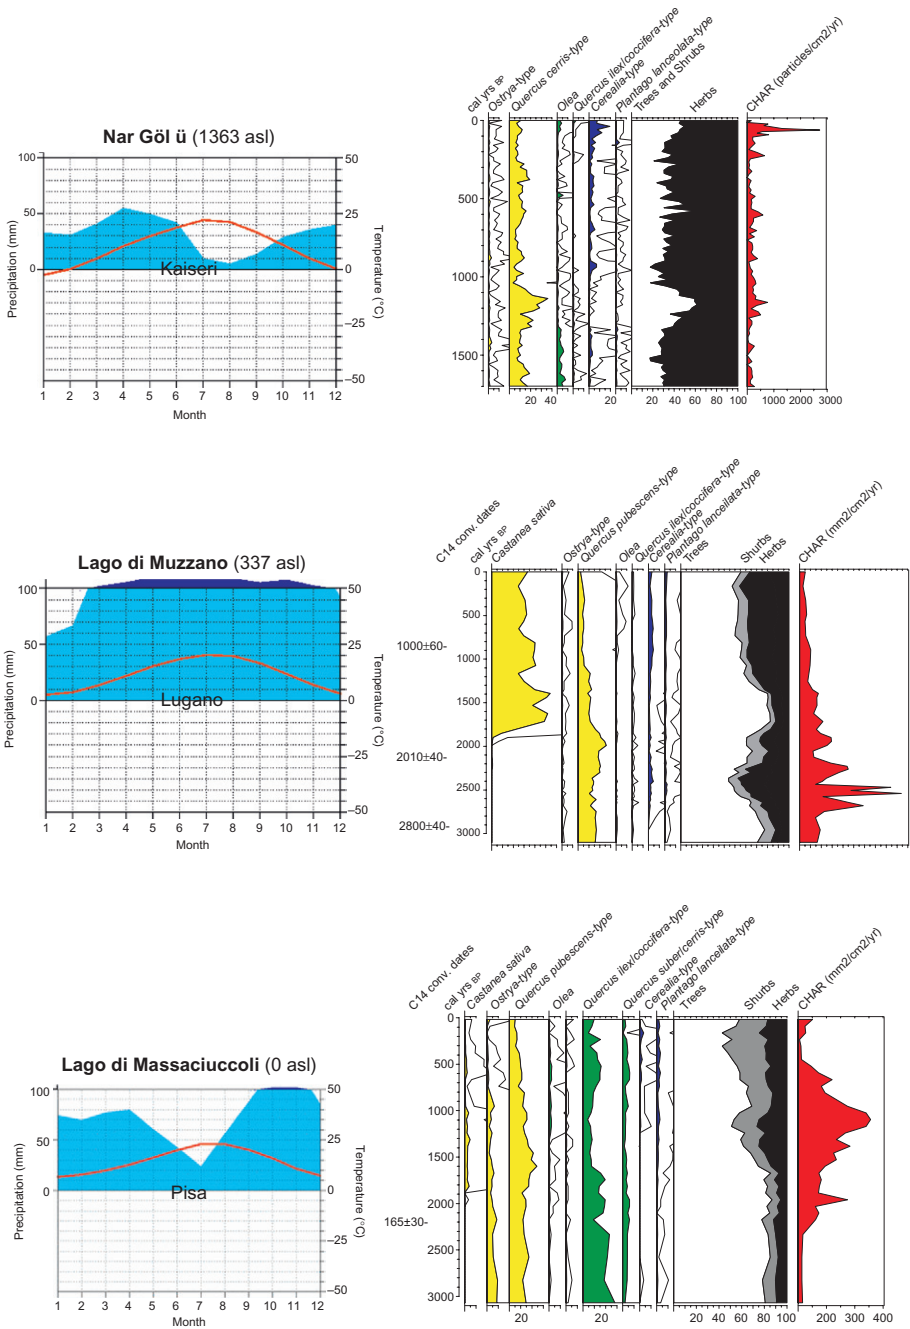 Nar Göl ü (1363 asl)
100
50
0
Precipitation (mm)
50
25
0
–25
–50
Temperature (°C)
Kaiseri
1 2 3 4 5 6 7 8 9 10 11 12
Month
cal yrs BP
Ostrya-type
Quercus cerris-type
Olea
Quercus ilex/coccifera-type
Cerealia-type
Plantago lanceolata-type
Trees and Shrubs
Herbs
CHAR (particles/cm2/yr)
0
500
1000
1500
20 40
20 40 60 80 100
1000 2000 3000
Lago di Muzzano (337 asl)
100
50
0
Precipitation (mm)
50
25
0
–25
–50
Temperature (°C)
Lugano
1 2 3 4 5 6 7 8 9 10 11 12
Month
C14 conv. dates
cal yrs BP
Castanea sativa
Ostrya-type
Quercus pubescens-type
Olea
Quercus ilex/coccifera-type
Cerealia-type
Plantago lanceilata-type
Trees
Shurbs
Herbs
CHAR (mm2/cm2/yr)
0
500
1000
1500
2000
2500
3000
1000±60-
2010±40-
2800±40-
Lago di Massaciuccoli (0 asl)
100
50
0
Precipitation (mm)
50
25
0
–25
–50
Temperature (°C)
Pisa
1 2 3 4 5 6 7 8 9 10 11 12
Month
C14 conv. dates
cal yrs BP
Castanea sativa
Ostrya-type
Quercus pubescens-type
Olea
Quercus ilex/coccifera-type
Quercus suber/cerris-type
Cerealia-type
Plantago lanceilata-type
Trees
Shurbs
Herbs
CHAR (mm2/cm2/yr)
0
500
1000
1500
2000
2500
3000
165±30-
20
20
20 40 60 80 100
200 400